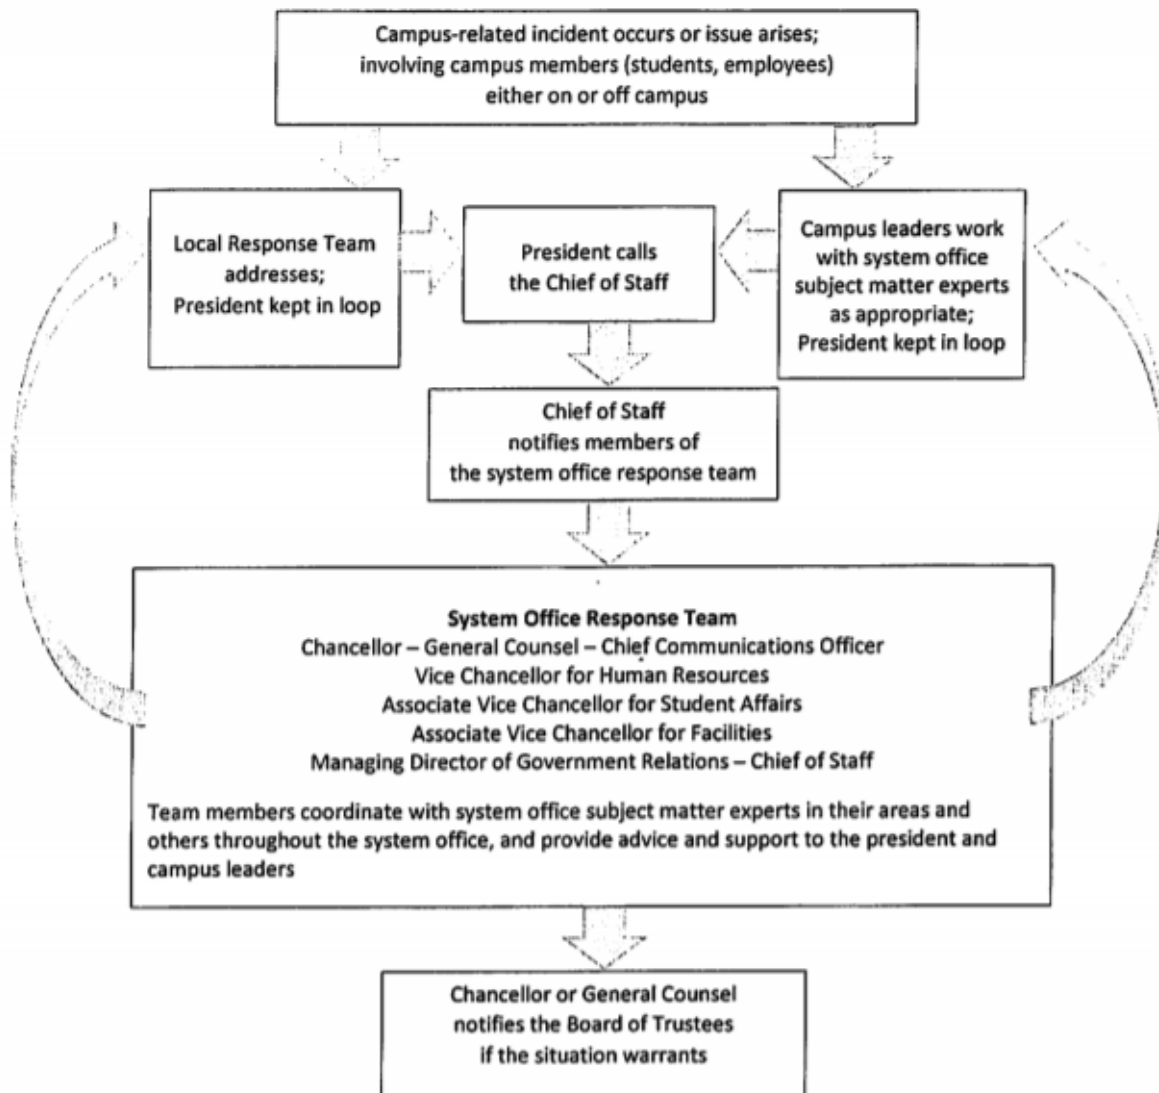 Campus-related incident occurs or issue arises;
involving campus members (students, employees)
either on or off campus
Local Response Team
addresses;
President kept in loop
President calls
the Chief of Staff
Campus leaders work
with system office
subject matter experts
as appropriate;
President kept in loop
Chief of Staff
notifies members of
the system office response team
System Office Response Team
Chancellor – General Counsel – Chief Communications Officer
Vice Chancellor for Human Resources
Associate Vice Chancellor for Student Affairs
Associate Vice Chancellor for Facilities
Managing Director of Government Relations – Chief of Staff
Team members coordinate with system office subject matter experts in their areas and
others throughout the system office, and provide advice and support to the president and
campus leaders
Chancellor or General Counsel
notifies the Board of Trustees
if the situation warrants